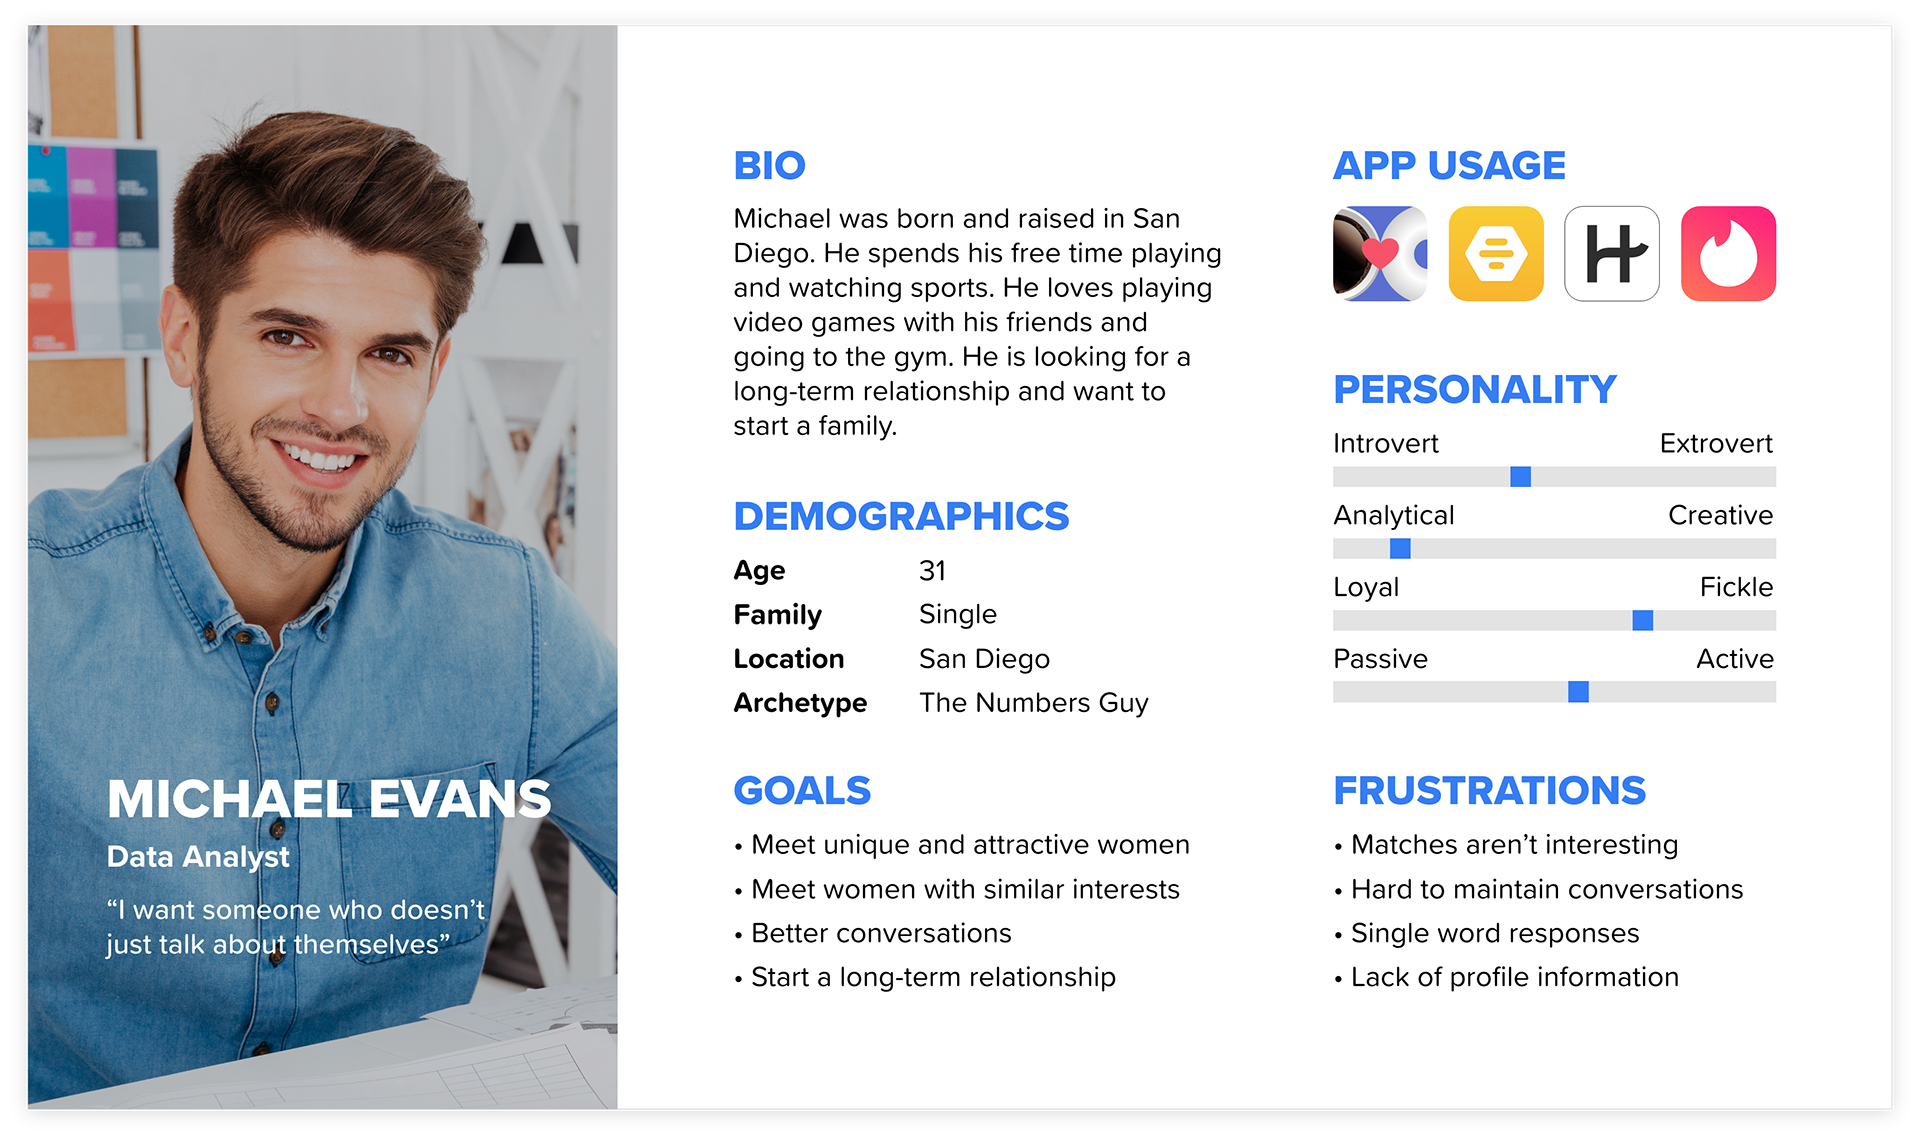 MICHAEL EVANS
Data Analyst
“I want someone who doesn’t
just talk about themselves”
BIO
Michael was born and raised in San
Diego. He spends his free time playing
and watching sports. He loves playing
video games with his friends and
going to the gym. He is looking for a
long-term relationship and want to
start a family.
DEMOGRAPHICS
Age 31
Family Single
Location San Diego
Archetype The Numbers Guy
GOALS
• Meet unique and attractive women
• Meet women with similar interests
• Better conversations
• Start a long-term relationship
APP USAGE
H
PERSONALITY
Introvert Extrovert
Analytical Creative
Loyal Fickle
Passive Active
FRUSTRATIONS
• Matches aren’t interesting
• Hard to maintain conversations
• Single word responses
• Lack of profile information